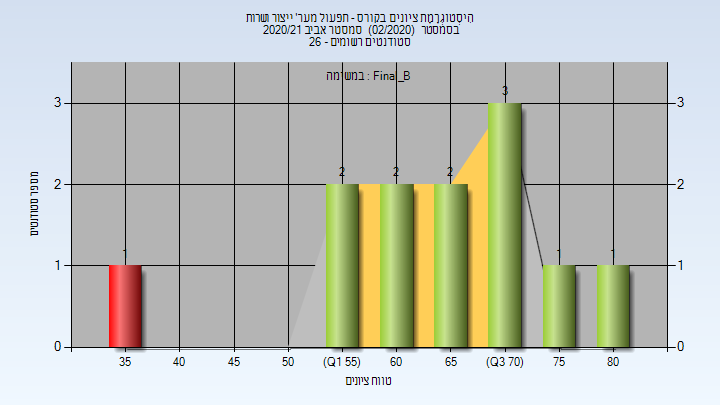 היסטוגרמת ציונים בקורס - תפעול מער' ייצור ושרות
בסמסטר (02/2020) סמסטר אביב 2020/21
סטודנטים רשומים - 26
במשימה : Final_B
מספר סטודנטים
3
2
1
0
3
2
1
0
1
2
2
2
3
1
1
35
40
45
50
(Q1 55)
60
65
(Q3 70)
75
80
טווח ציונים